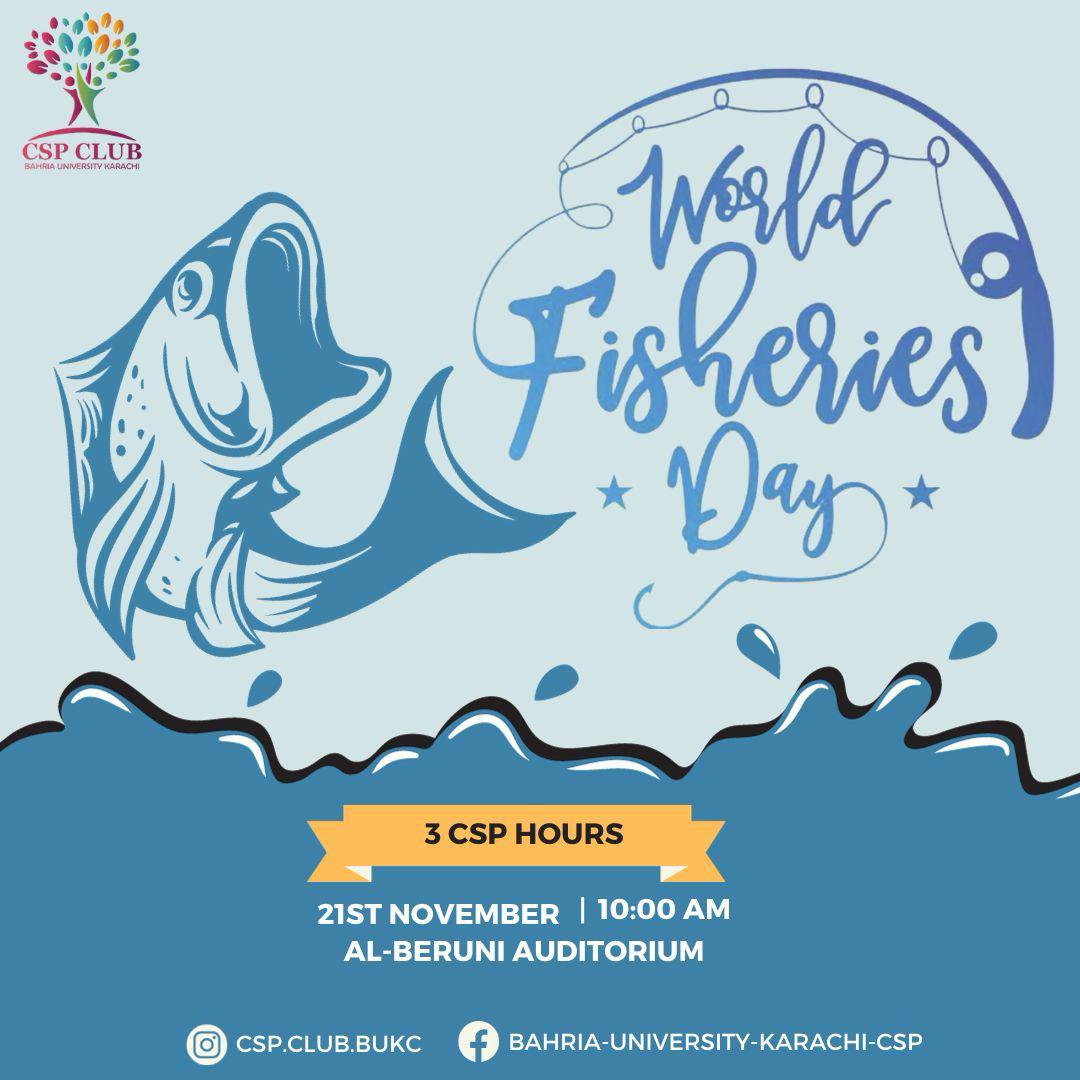 CSP CLUB
BAHRIA UNIVERSITY KARACHI
World
Fisheries
Day
3 CSP HOURS
21ST NOVEMBER | 10:00 AM
AL-BERUNI AUDITORIUM
CSP.CLUB.BUKC
BAHRIA-UNIVERSITY-KARACHI-CSP